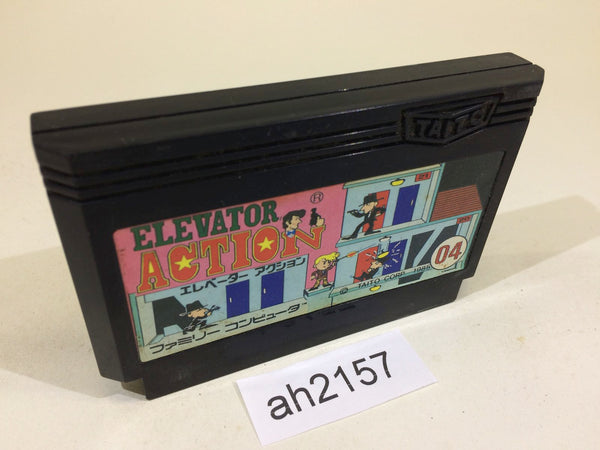 TAITO
ELEVATOR
ACTION
®
エレベーター アクション
© TAITO CORP. 1985
04
ファミリー コンピュータ
ah2157